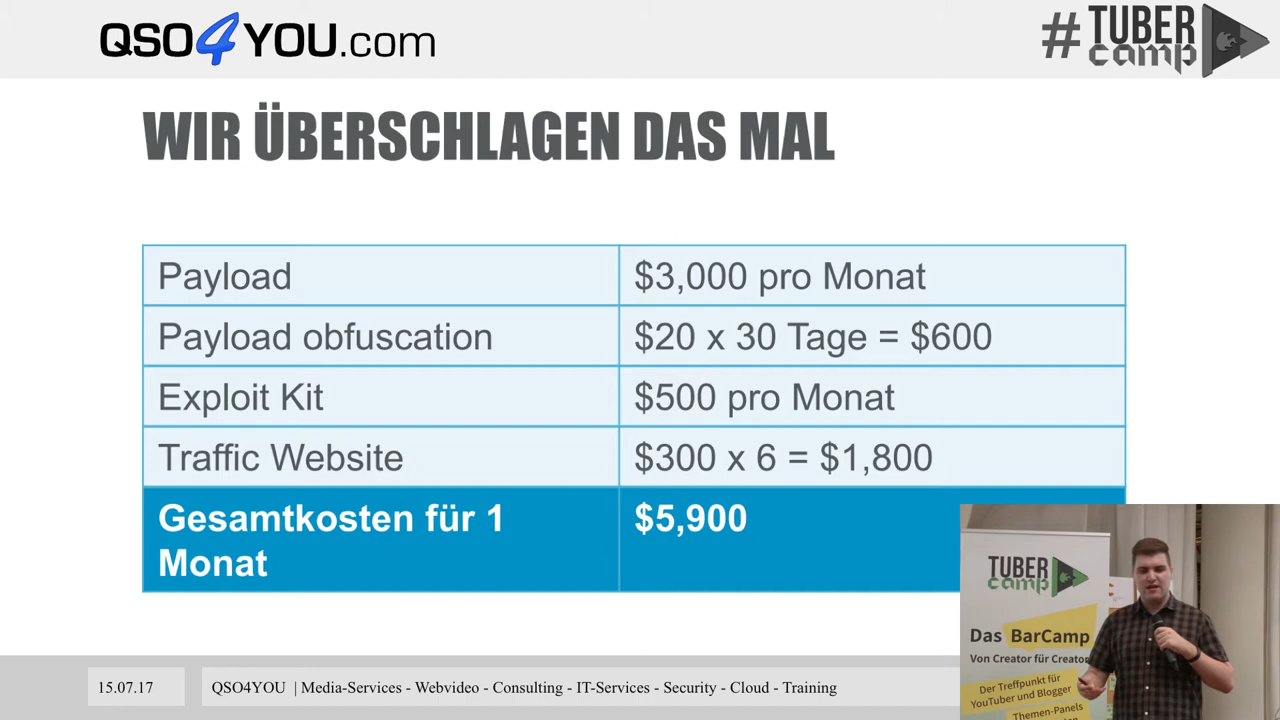 QSO4YOU.com
#TUBER
camp
WIR ÜBERSCHLAGEN DAS MAL
Payload
$3,000 pro Monat
Payload obfuscation
$20 x 30 Tage = $600
Exploit Kit
$500 pro Monat
Traffic Website
$300 x 6 = $1,800
Gesamtkosten für 1
Monat
$5,900
TUBER
camp
Das BarCamp
Von Creator für Creator
Der Treffpunkt für
YouTuber und Blogger
Themen-Panels
15.07.17
QSO4YOU | Media-Services - Webvideo - Consulting - IT-Services - Security - Cloud - Training